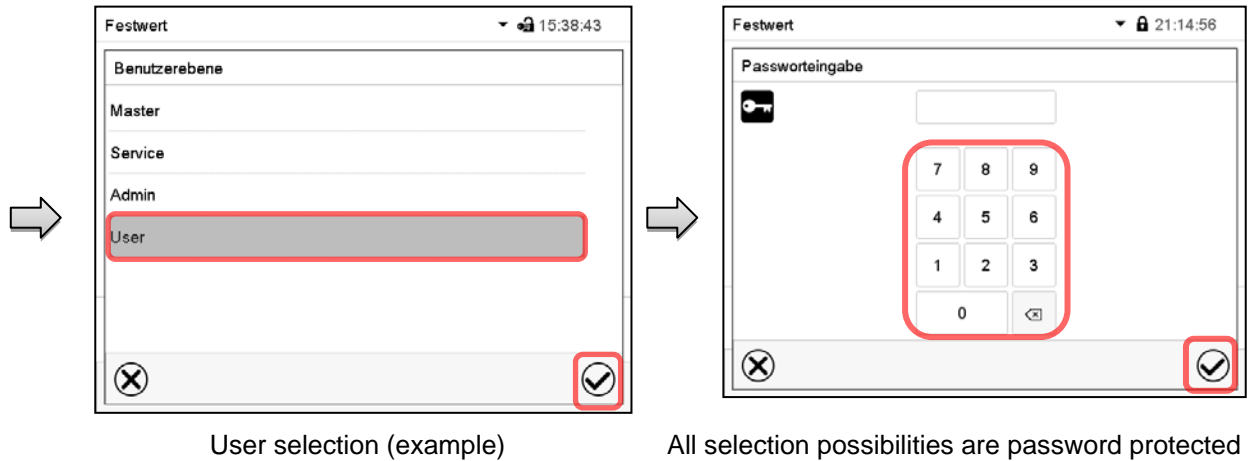 Festwert
15:38:43
Benutzerebene
Master
Service
Admin
User
User selection (example)
Festwert
21:14:56
Passworteingabe
7 8 9
4 5 6
1 2 3
0
All selection possibilities are password protected